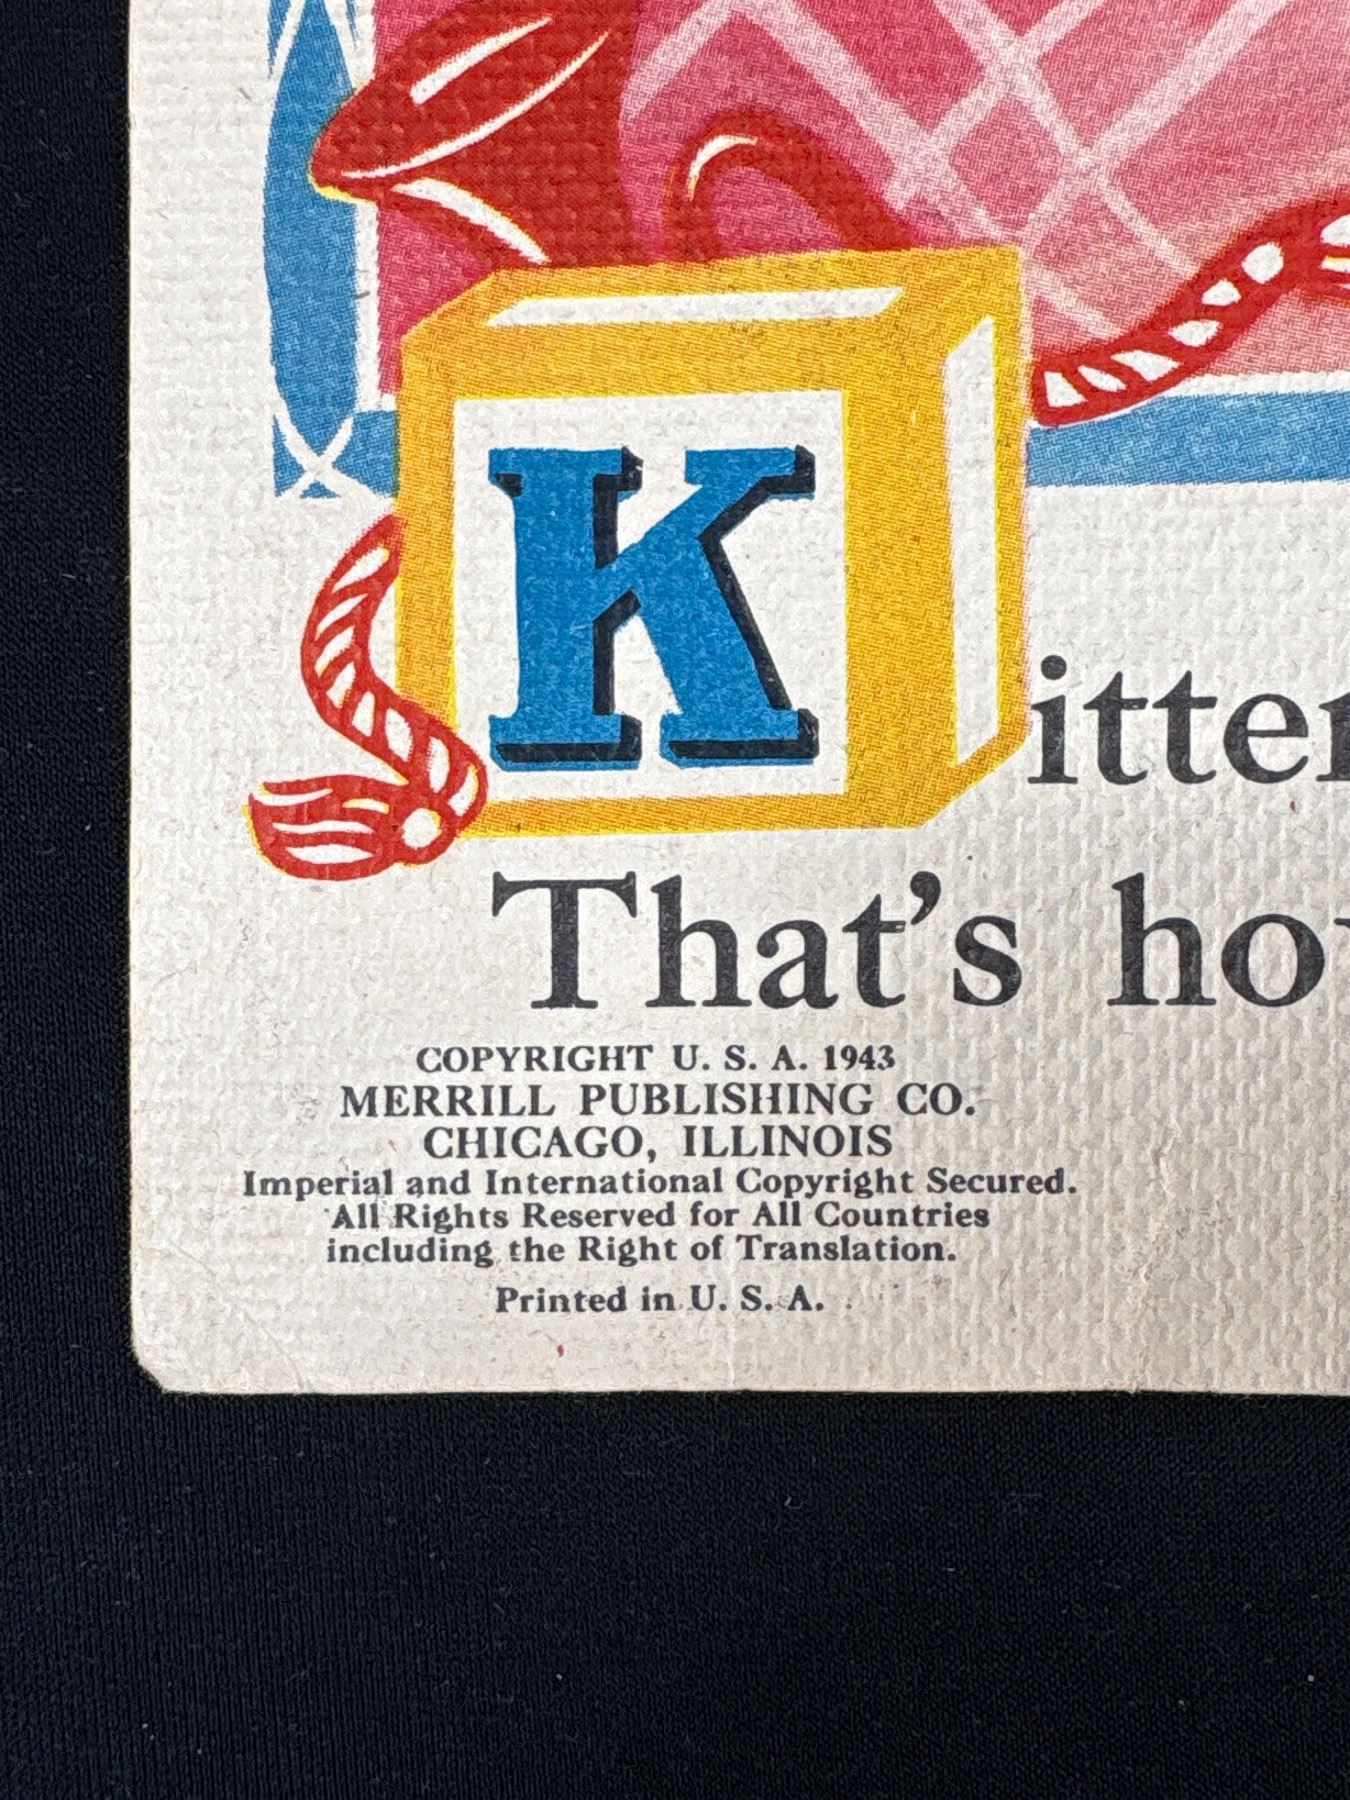 Kitter
That's ho
COPYRIGHT U. S. A. 1943
MERRILL PUBLISHING CO.
CHICAGO, ILLINOIS
Imperial and International Copyright Secured.
All Rights Reserved for All Countries
including the Right of Translation.
Printed in U. S. A.